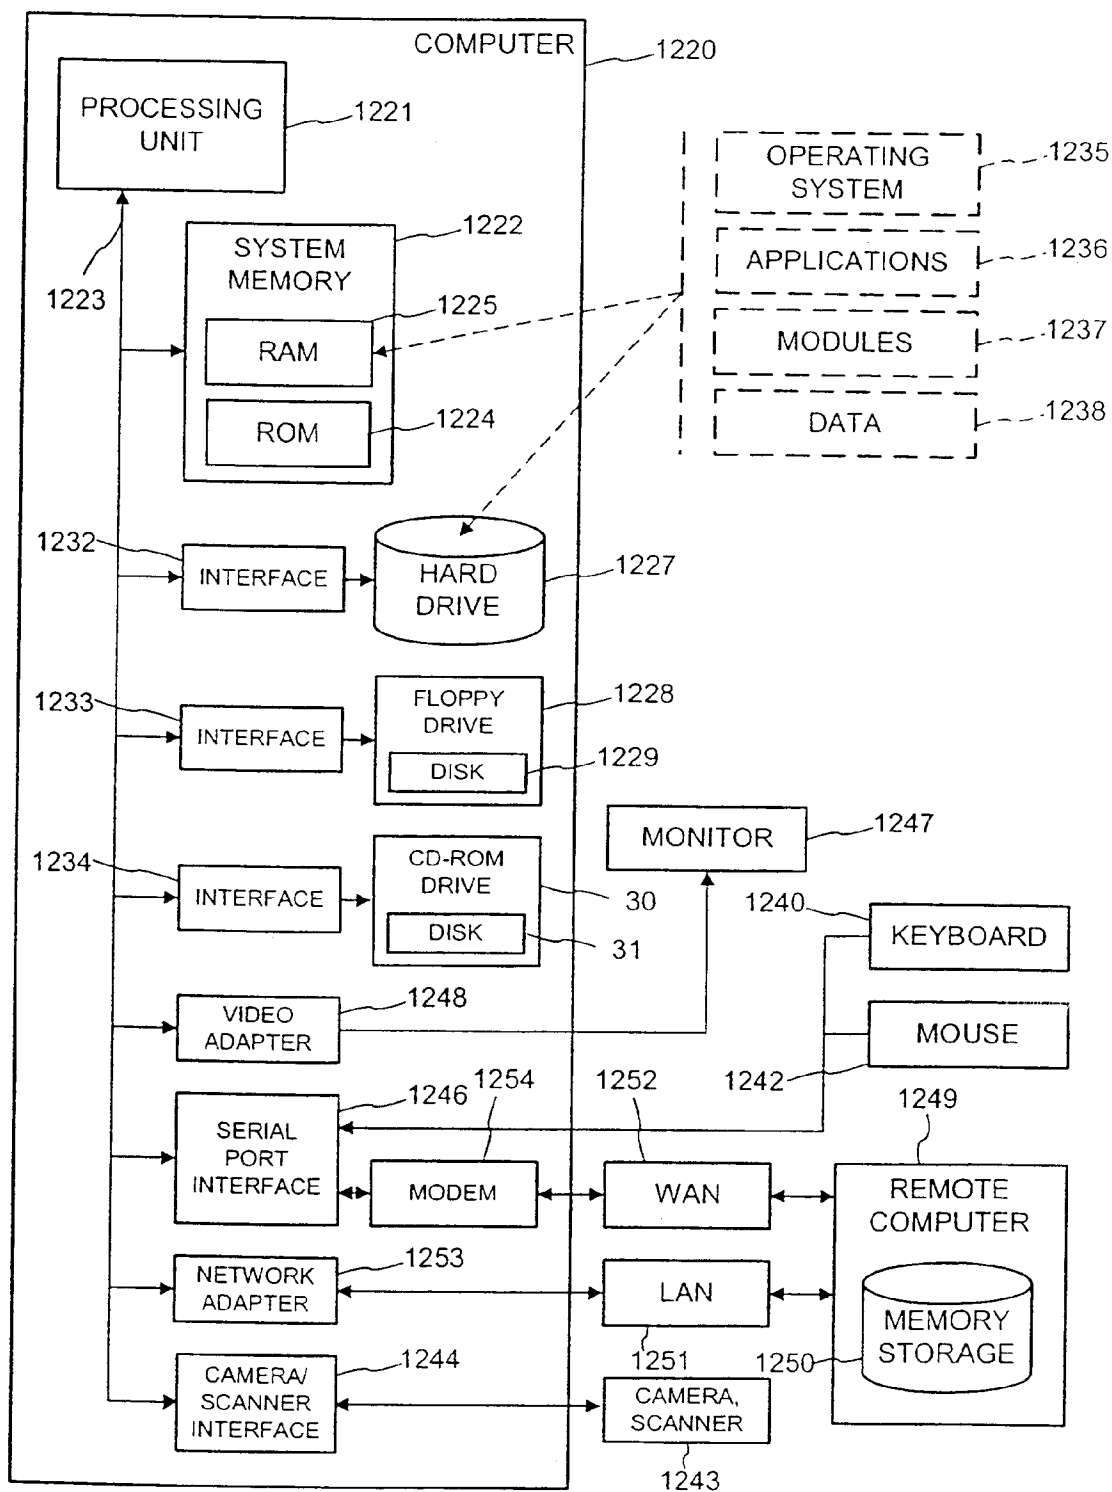 COMPUTER
1220
PROCESSING
UNIT
1221
1223
SYSTEM
MEMORY
1222
1225
RAM
ROM
1224
OPERATING
SYSTEM
1235
APPLICATIONS
1236
MODULES
1237
DATA
1238
1232
INTERFACE
HARD
DRIVE
1227
1233
INTERFACE
FLOPPY
DRIVE
1228
DISK
1229
1234
INTERFACE
CD-ROM
DRIVE
30
DISK
31
MONITOR
1247
1240
KEYBOARD
MOUSE
1242
VIDEO
ADAPTER
1248
SERIAL
PORT
INTERFACE
1246
1254
MODEM
1252
WAN
1249
REMOTE
COMPUTER
MEMORY
STORAGE
1250
NETWORK
ADAPTER
1253
LAN
1251
CAMERA/
SCANNER
INTERFACE
1244
CAMERA,
SCANNER
1243